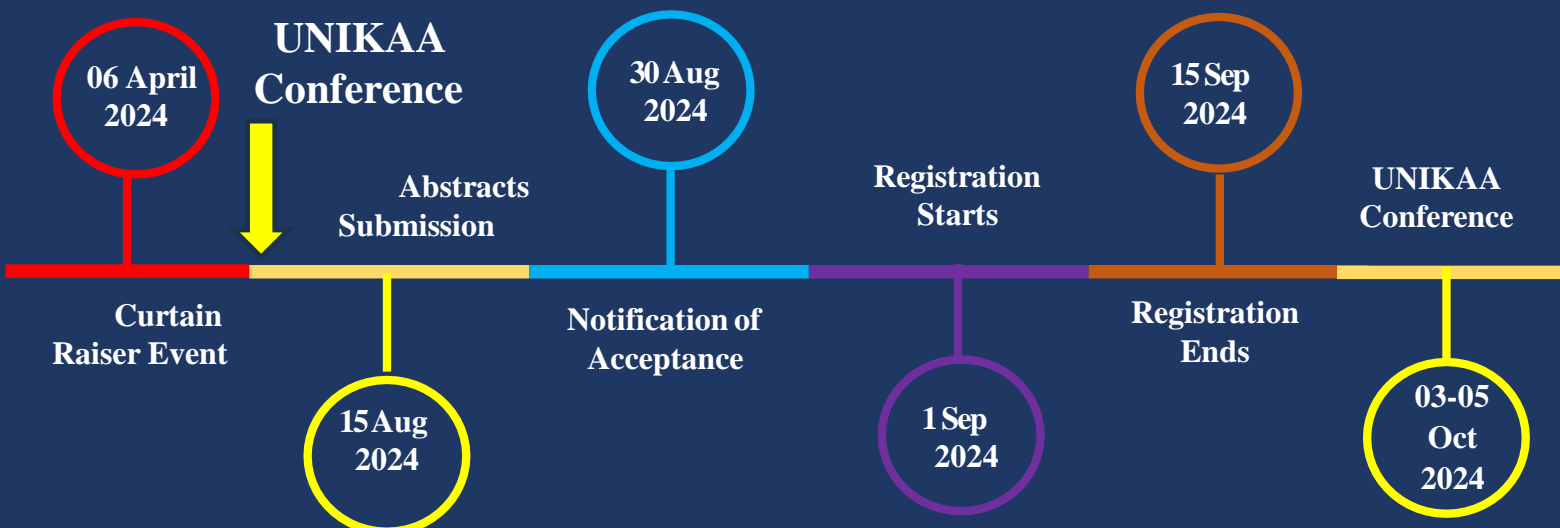 06 April
2024
UNIKAA
Conference
30 Aug
2024
15 Sep
2024
Abstracts
Submission
Registration
Starts
UNIKAA
Conference
Curtain
Raiser Event
Notification of
Acceptance
Registration
Ends
15 Aug
2024
1 Sep
2024
03-05
Oct
2024